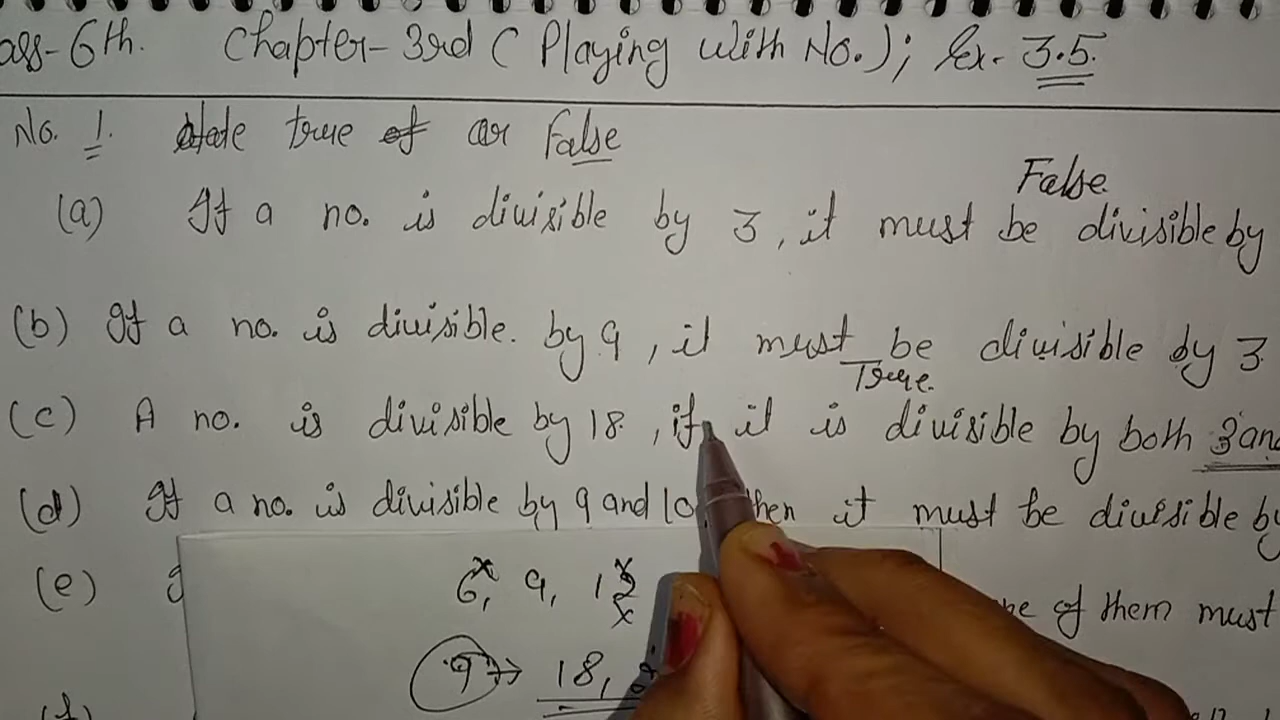 ass-6th. Chapter-3rd ( Playing with No.); Ex. 3.5.
No. 1. State true of or False
False.
(a) If a no. is divisible by 3, it must be divisible by
(b) If a no. is divisible. by 9, it must be divisible by 3
True.
(c) A no. is divisible by 18, if it is divisible by both 3 and
(d) If a no. is divisible by 9 and 10 then it must be divisible by
(e) of them must
6, 9, 12
9 → 18,